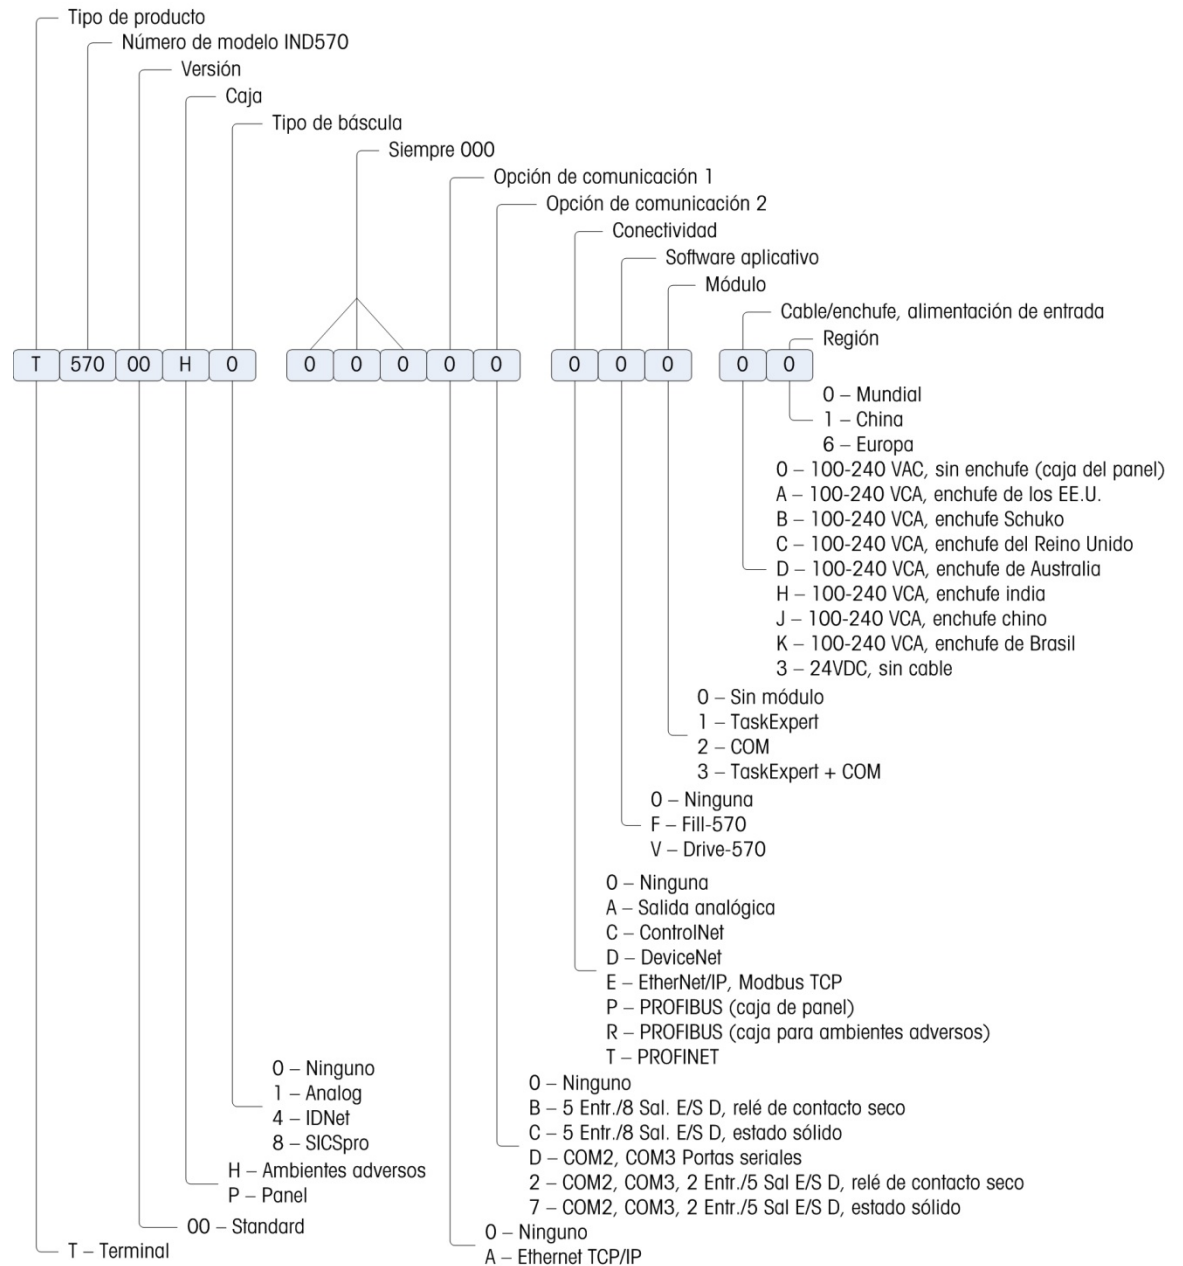 Tipo de producto
Número de modelo IND570
Versión
Caja
Tipo de báscula
Siempre 000
Opción de comunicación 1
Opción de comunicación 2
Conectividad
Software aplicativo
Módulo
Cable/enchufe, alimentación de entrada
Región
T 570 00 H 0 0 0 0 0 0 0 0 0 0 0
0 – Mundial
1 – China
6 – Europa
0 – 100-240 VAC, sin enchufe (caja del panel)
A – 100-240 VCA, enchufe de los EE.U.
B – 100-240 VCA, enchufe Schuko
C – 100-240 VCA, enchufe del Reino Unido
D – 100-240 VCA, enchufe de Australia
H – 100-240 VCA, enchufe india
J – 100-240 VCA, enchufe chino
K – 100-240 VCA, enchufe de Brasil
3 – 24VDC, sin cable
0 – Sin módulo
1 – TaskExpert
2 – COM
3 – TaskExpert + COM
0 – Ninguna
F – Fill-570
V – Drive-570
0 – Ninguna
A – Salida analógica
C – ControlNet
D – DeviceNet
E – EtherNet/IP, Modbus TCP
P – PROFIBUS (caja de panel)
R – PROFIBUS (caja para ambientes adversos)
T – PROFINET
0 – Ninguno
B – 5 Entr./8 Sal. E/S D, relé de contacto seco
C – 5 Entr./8 Sal. E/S D, estado sólido
D – COM2, COM3 Portas seriales
2 – COM2, COM3, 2 Entr./5 Sal E/S D, relé de contacto seco
7 – COM2, COM3, 2 Entr./5 Sal E/S D, estado sólido
0 – Ninguno
A – Ethernet TCP/IP
0 – Ninguno
1 – Analog
4 – IDNet
8 – SICSpro
H – Ambientes adversos
P – Panel
00 – Standard
T – Terminal